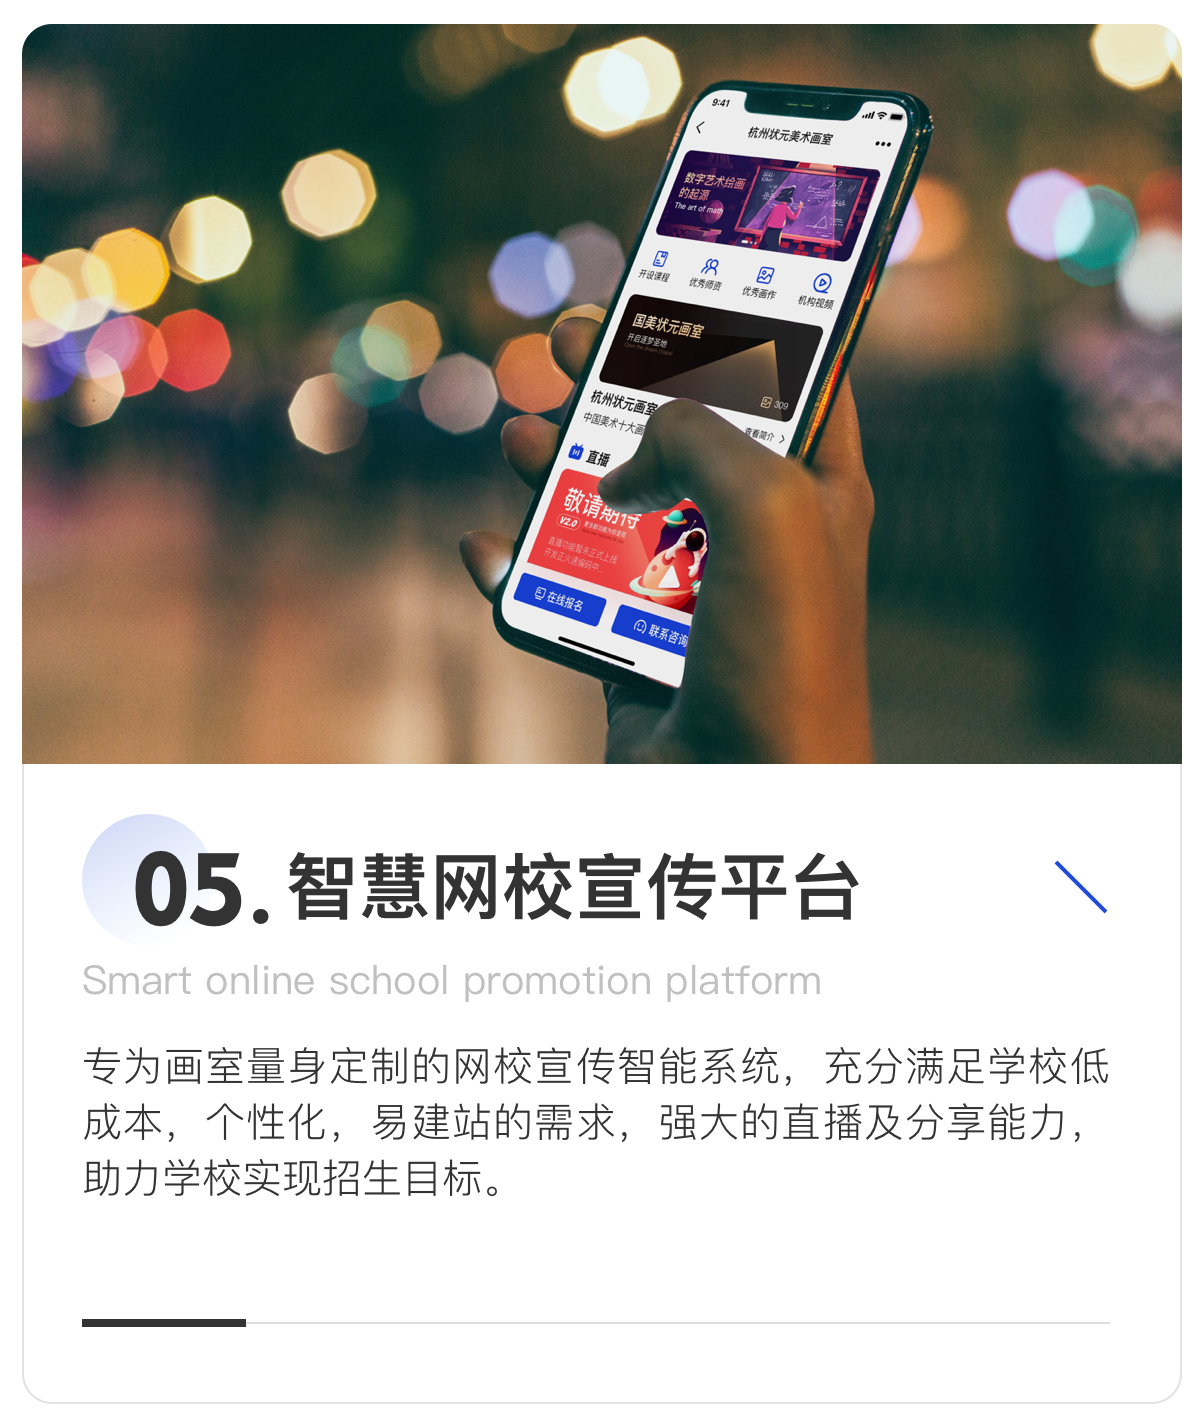 9:41
杭州状元美术画室
数字艺术绘画
的起源
The art of math
开设课程
优秀师资
优秀画作
机构视频
国美状元画室
开启逐梦圣地
309
杭州状元画室
中国美术十大画
查看简介
直播
敬请期待
V2.0
直播功能暂未正式上线
开发正火速编码中...
在线报名
联系咨询
05. 智慧网校宣传平台
Smart online school promotion platform
专为画室量身定制的网校宣传智能系统，充分满足学校低
成本，个性化，易建站的需求，强大的直播及分享能力，
助力学校实现招生目标。